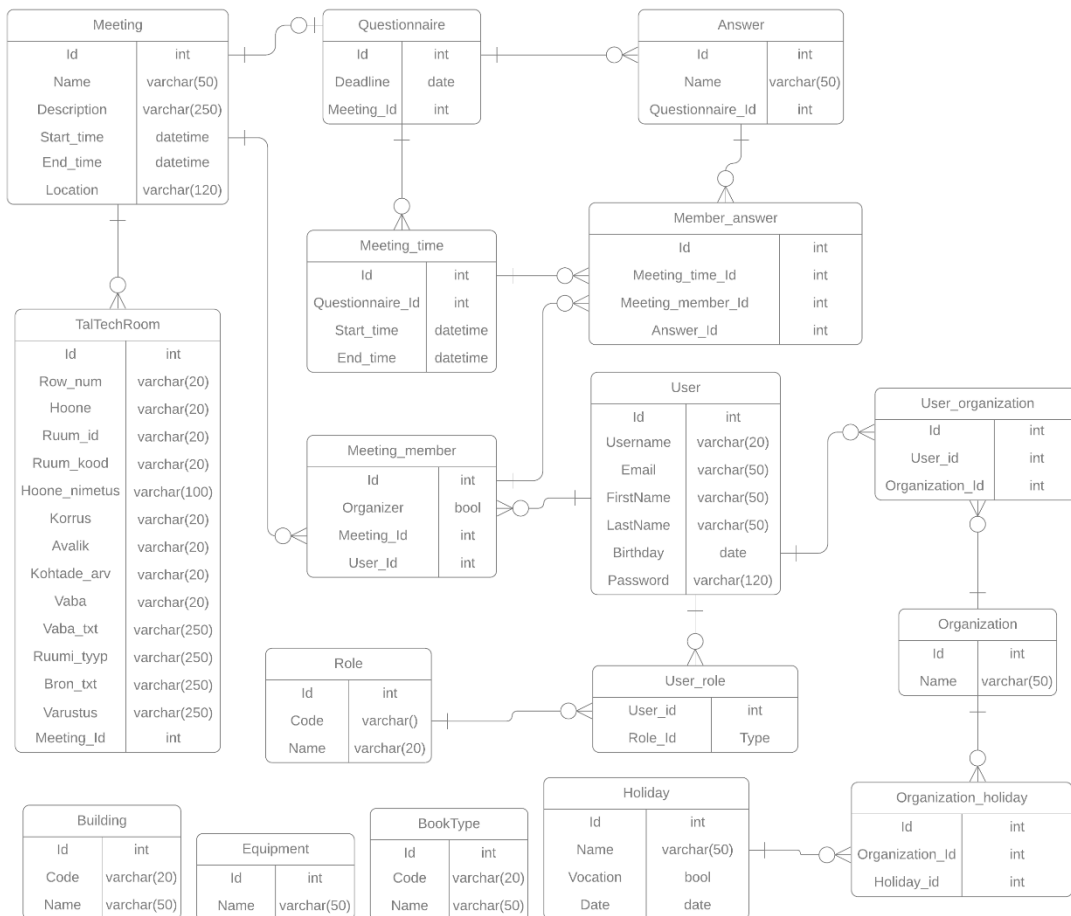 Meeting
Id int
Name varchar(50)
Description varchar(250)
Start_time datetime
End_time datetime
Location varchar(120)
Questionnaire
Id int
Deadline date
Meeting_Id int
Answer
Id int
Name varchar(50)
Questionnaire_Id int
Meeting_time
Id int
Questionnaire_Id int
Start_time datetime
End_time datetime
Member_answer
Id int
Meeting_time_Id int
Meeting_member_Id int
Answer_Id int
TalTechRoom
Id int
Row_num varchar(20)
Hoone varchar(20)
Ruum_id varchar(20)
Ruum_kood varchar(20)
Hoone_nimetus varchar(100)
Korrus varchar(20)
Avalik varchar(20)
Kohtade_arv varchar(20)
Vaba varchar(20)
Vaba_txt varchar(250)
Ruumi_tyyp varchar(250)
Bron_txt varchar(250)
Varustus varchar(250)
Meeting_Id int
Meeting_member
Id int
Organizer bool
Meeting_Id int
User_Id int
User
Id int
Username varchar(20)
Email varchar(50)
FirstName varchar(50)
LastName varchar(50)
Birthday date
Password varchar(120)
User_organization
Id int
User_id int
Organization_Id int
Organization
Id int
Name varchar(50)
Role
Id int
Code varchar()
Name varchar(20)
User_role
User_id int
Role_Id Type
Building
Id int
Code varchar(20)
Name varchar(50)
Equipment
Id int
Name varchar(50)
BookType
Id int
Code varchar(20)
Name varchar(50)
Holiday
Id int
Name varchar(50)
Vocation bool
Date date
Organization_holiday
Id int
Organization_Id int
Holiday_id int